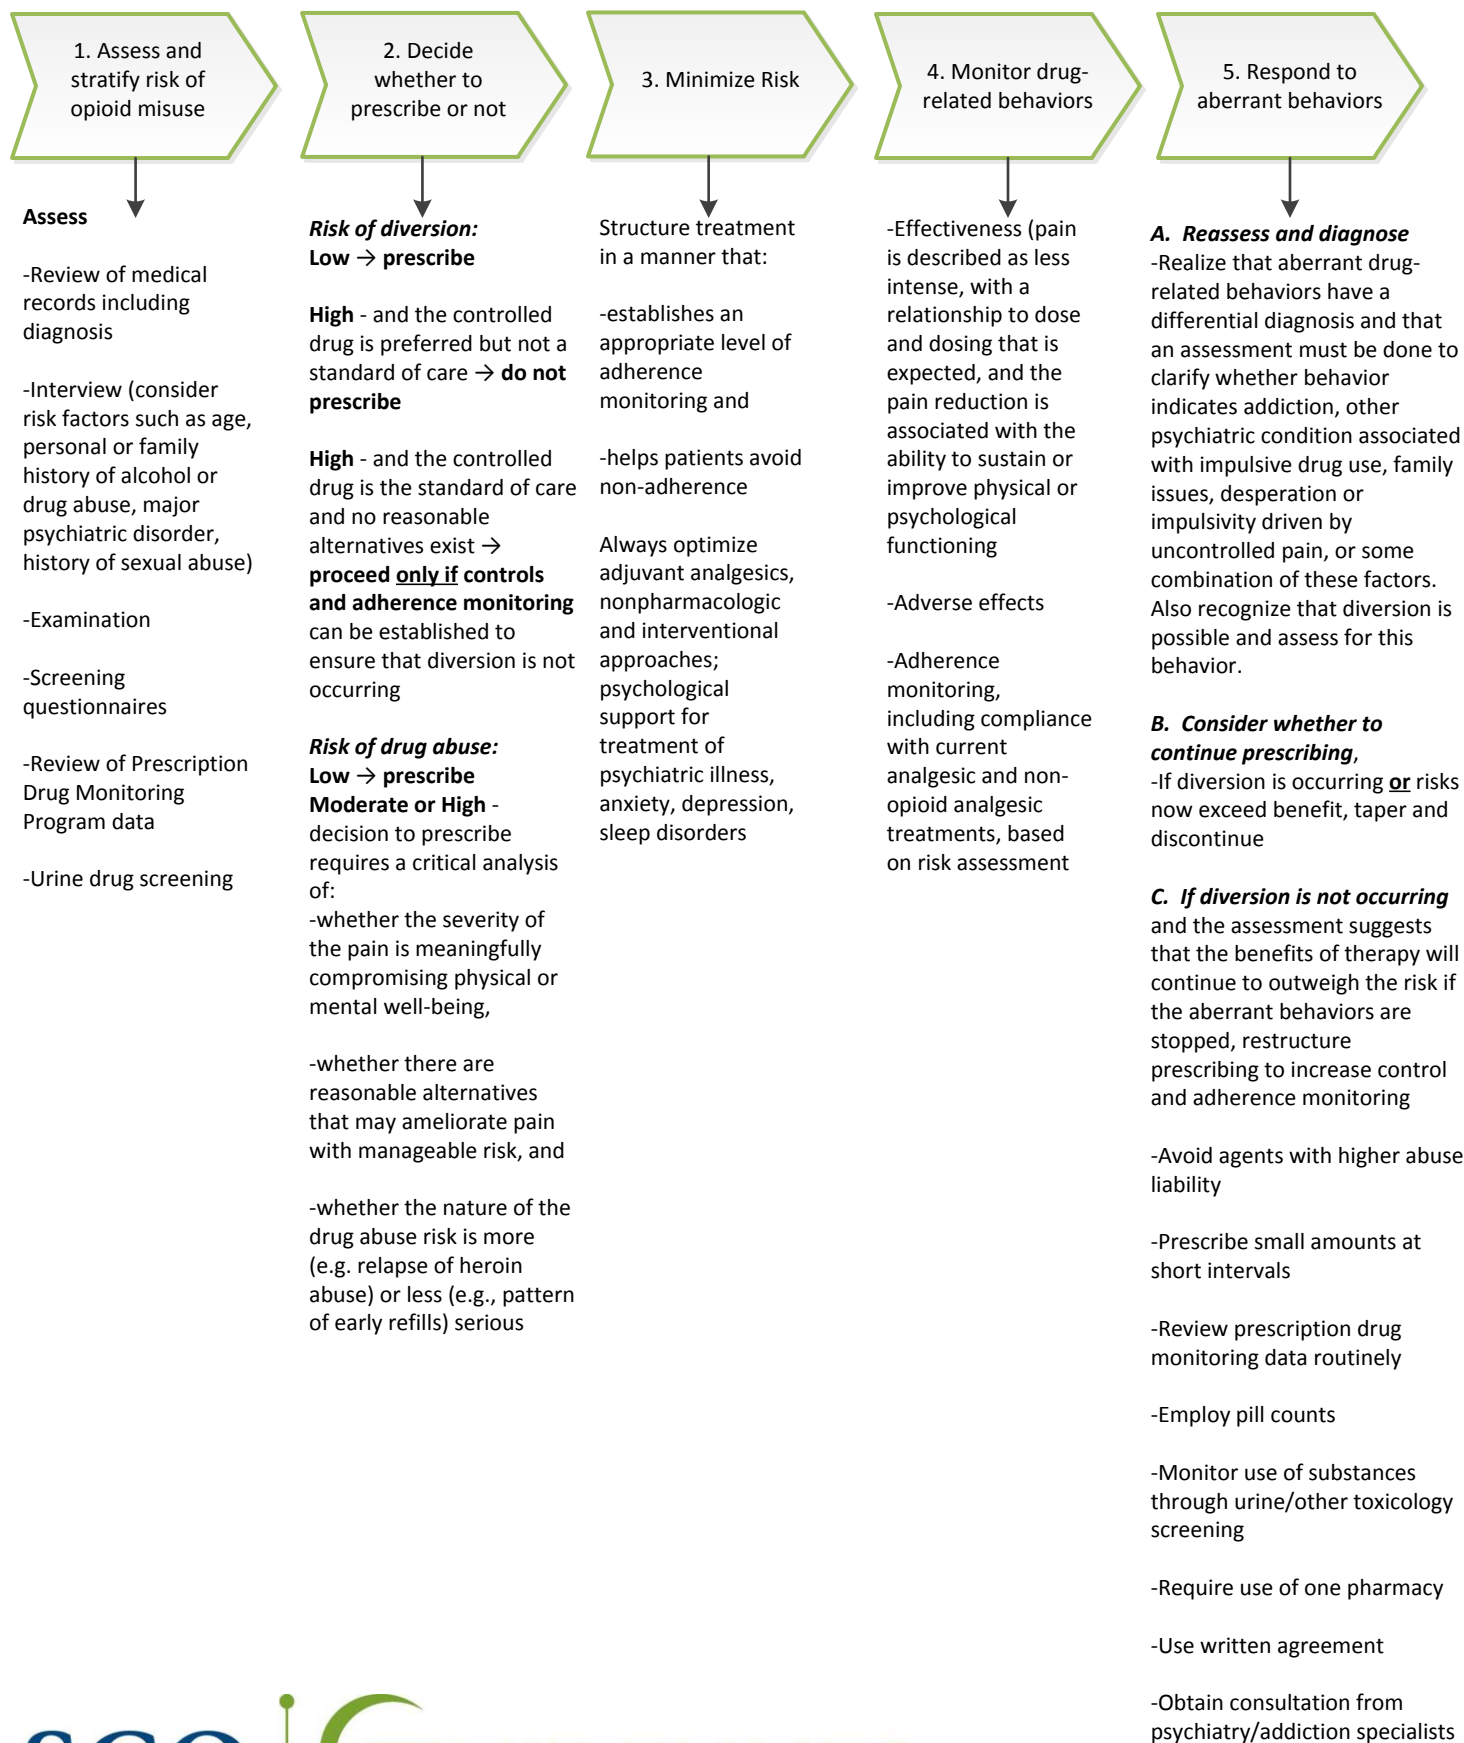 1. Assess and
stratify risk of
opioid misuse
2. Decide
whether to
prescribe or not
3. Minimize Risk
4. Monitor drug-
related behaviors
5. Respond to
aberrant behaviors
Assess
-Review of medical
records including
diagnosis
-Interview (consider
risk factors such as age,
personal or family
history of alcohol or
drug abuse, major
psychiatric disorder,
history of sexual abuse)
-Examination
-Screening
questionnaires
-Review of Prescription
Drug Monitoring
Program data
-Urine drug screening
Risk of diversion:
Low → prescribe
High - and the controlled
drug is preferred but not a
standard of care → do not
prescribe
High - and the controlled
drug is the standard of care
and no reasonable
alternatives exist →
proceed only if controls
and adherence monitoring
can be established to
ensure that diversion is not
occurring
Risk of drug abuse:
Low → prescribe
Moderate or High -
decision to prescribe
requires a critical analysis
of:
-whether the severity of
the pain is meaningfully
compromising physical or
mental well-being,
-whether there are
reasonable alternatives
that may ameliorate pain
with manageable risk, and
-whether the nature of the
drug abuse risk is more
(e.g. relapse of heroin
abuse) or less (e.g., pattern
of early refills) serious
Structure treatment
in a manner that:
-establishes an
appropriate level of
adherence
monitoring and
-helps patients avoid
non-adherence
Always optimize
adjuvant analgesics,
nonpharmacologic
and interventional
approaches;
psychological
support for
treatment of
psychiatric illness,
anxiety, depression,
sleep disorders
-Effectiveness (pain
is described as less
intense, with a
relationship to dose
and dosing that is
expected, and the
pain reduction is
associated with the
ability to sustain or
improve physical or
psychological
functioning
-Adverse effects
-Adherence
monitoring,
including compliance
with current
analgesic and non-
opioid analgesic
treatments, based
on risk assessment
A. Reassess and diagnose
-Realize that aberrant drug-
related behaviors have a
differential diagnosis and that
an assessment must be done to
clarify whether behavior
indicates addiction, other
psychiatric condition associated
with impulsive drug use, family
issues, desperation or
impulsivity driven by
uncontrolled pain, or some
combination of these factors.
Also recognize that diversion is
possible and assess for this
behavior.
B. Consider whether to
continue prescribing,
-If diversion is occurring or risks
now exceed benefit, taper and
discontinue
C. If diversion is not occurring
and the assessment suggests
that the benefits of therapy will
continue to outweigh the risk if
the aberrant behaviors are
stopped, restructure
prescribing to increase control
and adherence monitoring
-Avoid agents with higher abuse
liability
-Prescribe small amounts at
short intervals
-Review prescription drug
monitoring data routinely
-Employ pill counts
-Monitor use of substances
through urine/other toxicology
screening
-Require use of one pharmacy
-Use written agreement
-Obtain consultation from
psychiatry/addiction specialists